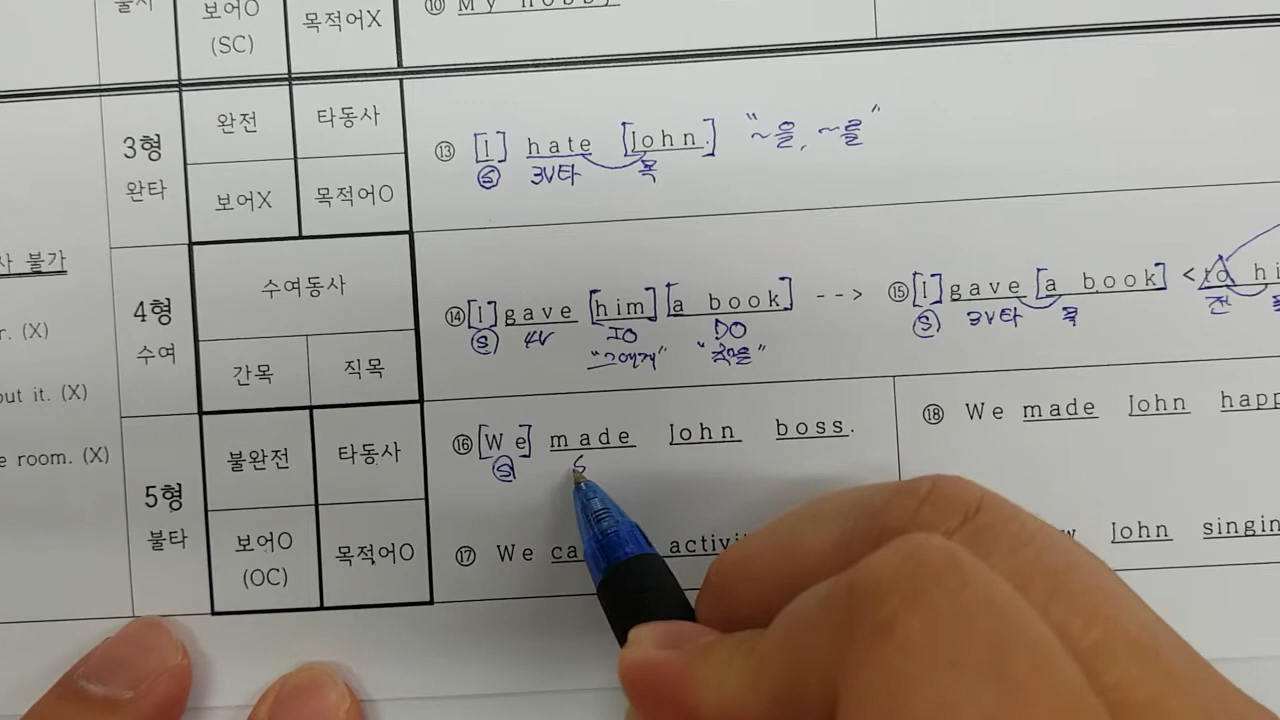 보어O
(SC)
목적어X
⑩ My hobby
3형
완타
완전
타동사
보어X
목적어O
⑬ [I] hate [John.] "~을, ~를"
Ⓢ 3V타 목
사 불가
r. (X)
out it. (X)
e room. (X)
4형
수여
수여동사
간목
직목
⑭ [I] gave [him] [a book] --->
Ⓢ 4V IO DO
"그에게" "책을"
⑮ [I] gave [a book] <to hi
Ⓢ 3V타 목 전
5형
불타
불완전
타동사
보어O
(OC)
목적어O
⑯ [We] made John boss.
Ⓢ
⑰ We ca activi
⑱ We made John happ
John singin